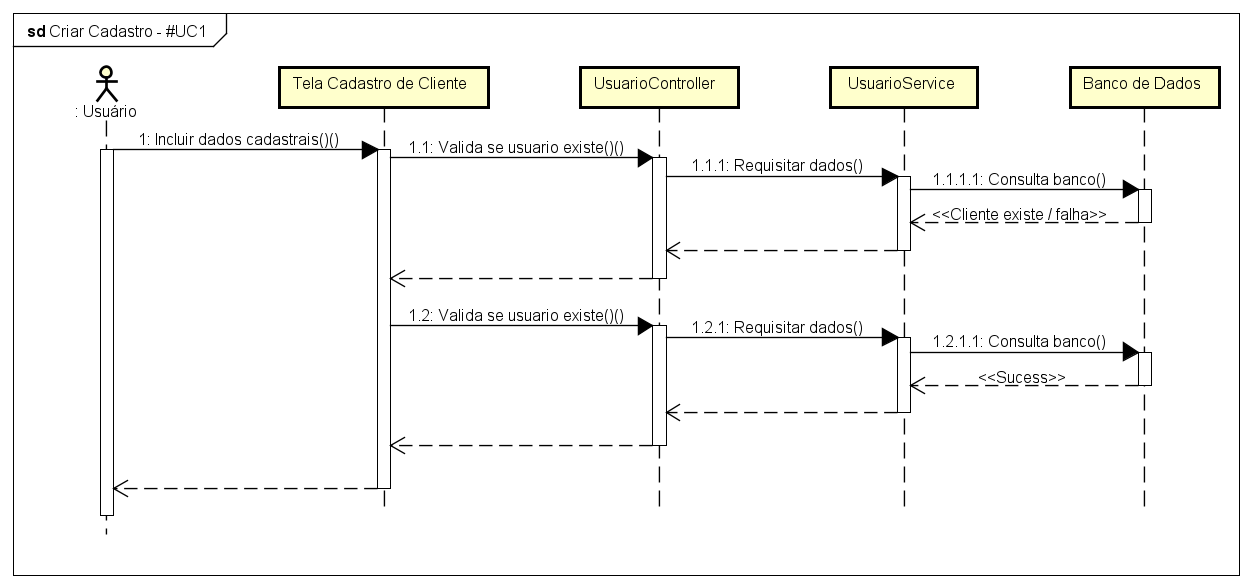 sd Criar Cadastro - #UC1
: Usuário
Tela Cadastro de Cliente
UsuarioController
UsuarioService
Banco de Dados
1: Incluir dados cadastrais()()
1.1: Valida se usuario existe()()
1.1.1: Requisitar dados()
1.1.1.1: Consulta banco()
<<Cliente existe / falha>>
1.2: Valida se usuario existe()()
1.2.1: Requisitar dados()
1.2.1.1: Consulta banco()
<<Sucess>>